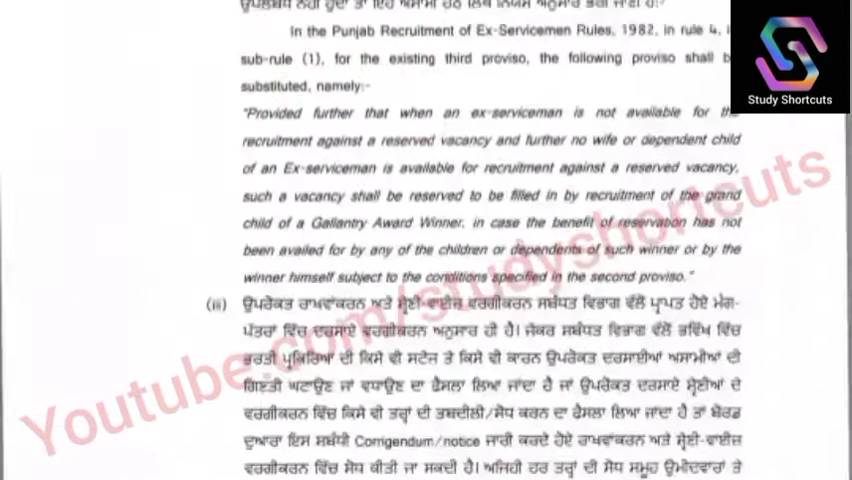 ਉਪਲਬਧ ਨਹੀਂ ਹੁੰਦਾ ਤਾਂ ਇਹ ਅਸਾਮੀ ਹੇਠ ਲਿਖੇ ਨਿਯਮ ਅਨੁਸਾਰ ਭਰੀ ਜਾਣੀ ਹੈ:-
In the Punjab Recruitment of Ex-Servicemen Rules, 1982, in rule 4, i
sub-rule (1), for the existing third proviso, the following proviso shall b
substituted, namely:-
"Provided further that when an ex-serviceman is not available for the
recruitment against a reserved vacancy and further no wife or dependent child
of an Ex-serviceman is available for recruitment against a reserved vacancy,
such a vacancy shall be reserved to be filled in by recruitment of the grand
child of a Gallantry Award Winner, in case the benefit of reservation has not
been availed for by any of the children or dependents of such winner or by the
winner himself subject to the conditions specified in the second proviso."
(iii) ਉਪਰੋਕਤ ਰਾਖਵਾਂਕਰਨ ਅਤੇ ਸ਼੍ਰੇਣੀ-ਵਾਈਜ਼ ਵਰਗੀਕਰਨ ਸਬੰਧਤ ਵਿਭਾਗ ਵੱਲੋਂ ਪ੍ਰਾਪਤ ਹੋਏ ਮੰਗ-
ਪੱਤਰਾਂ ਵਿੱਚ ਦਰਸਾਏ ਵਰਗੀਕਰਨ ਅਨੁਸਾਰ ਹੀ ਹੈ। ਜੇਕਰ ਸਬੰਧਤ ਵਿਭਾਗ ਵੱਲੋਂ ਭਵਿੱਖ ਵਿੱਚ
ਭਰਤੀ ਪ੍ਰਕਿਰਿਆ ਦੀ ਕਿਸੇ ਵੀ ਸਟੇਜ ਤੇ ਕਿਸੇ ਵੀ ਕਾਰਨ ਉਪਰੋਕਤ ਦਰਸਾਈਆਂ ਅਸਾਮੀਆਂ ਦੀ
ਗਿਣਤੀ ਘਟਾਉਣ ਜਾਂ ਵਧਾਉਣ ਦਾ ਫੈਸਲਾ ਲਿਆ ਜਾਂਦਾ ਹੈ ਜਾਂ ਉਪਰੋਕਤ ਦਰਸਾਏ ਸ਼੍ਰੇਣੀਆਂ ਦੇ
ਵਰਗੀਕਰਨ ਵਿੱਚ ਕਿਸੇ ਵੀ ਤਰ੍ਹਾਂ ਦੀ ਤਬਦੀਲੀ/ਸੋਧ ਕਰਨ ਦਾ ਫੈਸਲਾ ਲਿਆ ਜਾਂਦਾ ਹੈ ਤਾਂ ਬੋਰਡ
ਦੁਆਰਾ ਇਸ ਸਬੰਧੀ Corrigendum/notice ਜਾਰੀ ਕਰਦੇ ਹੋਏ ਰਾਖਵਾਂਕਰਨ ਅਤੇ ਸ਼੍ਰੇਣੀ-ਵਾਈਜ਼
ਵਰਗੀਕਰਨ ਵਿੱਚ ਸੋਧ ਕੀਤੀ ਜਾ ਸਕਦੀ ਹੈ। ਅਜਿਹੀ ਹਰ ਤਰ੍ਹਾਂ ਦੀ ਸੋਧ ਸਮੂਹ ਉਮੀਦਵਾਰਾਂ ਤੇ
Study Shortcuts
Youtube.com/studyshortcuts